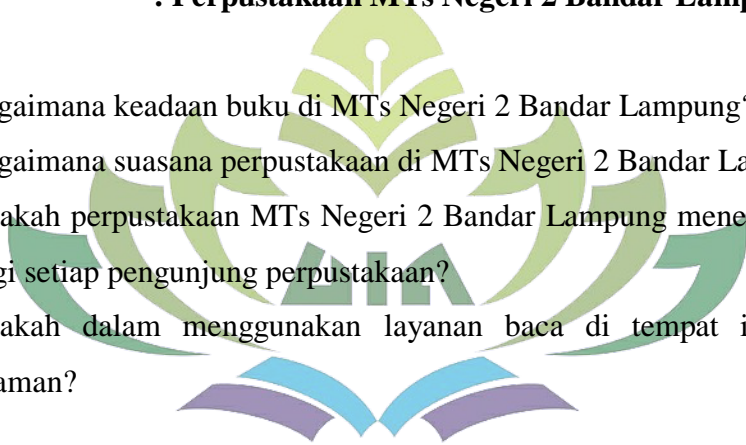 : Perpustakaan MTs Negeri 2 Bandar Lamp
gaimana keadaan buku di MTs Negeri 2 Bandar Lampung
gaimana suasana perpustakaan di MTs Negeri 2 Bandar La
akah perpustakaan MTs Negeri 2 Bandar Lampung mene
gi setiap pengunjung perpustakaan?
akah dalam menggunakan layanan baca di tempat i
aman?